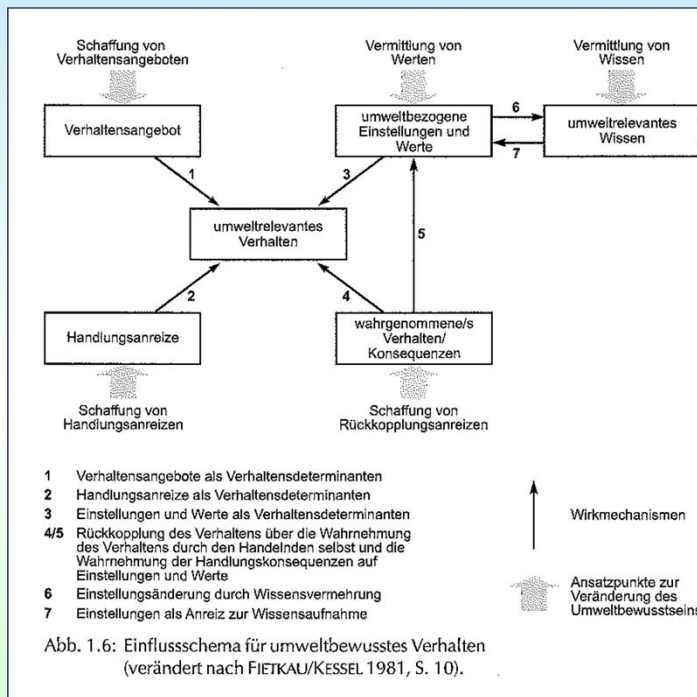 Schaffung von
Verhaltensangeboten
Vermittlung von
Werten
Vermittlung von
Wissen
Verhaltensangebot
umweltbezogene
Einstellungen und
Werte
6
7
umweltrelevantes
Wissen
1
3
5
umweltrelevantes
Verhalten
2
4
Handlungsanreize
wahrgenommene/s
Verhalten/
Konsequenzen
Schaffung von
Handlungsanreizen
Schaffung von
Rückkopplungsanreizen
1 Verhaltensangebote als Verhaltensdeterminanten
2 Handlungsanreize als Verhaltensdeterminanten
3 Einstellungen und Werte als Verhaltensdeterminanten
4/5 Rückkopplung des Verhaltens über die Wahrnehmung
des Verhaltens durch den Handelnden selbst und die
Wahrnehmung der Handlungskonsequenzen auf
Einstellungen und Werte
6 Einstellungsänderung durch Wissensvermehrung
7 Einstellungen als Anreiz zur Wissensaufnahme
Wirkmechanismen
Ansatzpunkte zur
Veränderung des
Umweltbewusstseins
Abb. 1.6: Einflussschema für umweltbewusstes Verhalten
(verändert nach FIETKAU/KESSEL 1981, S. 10).